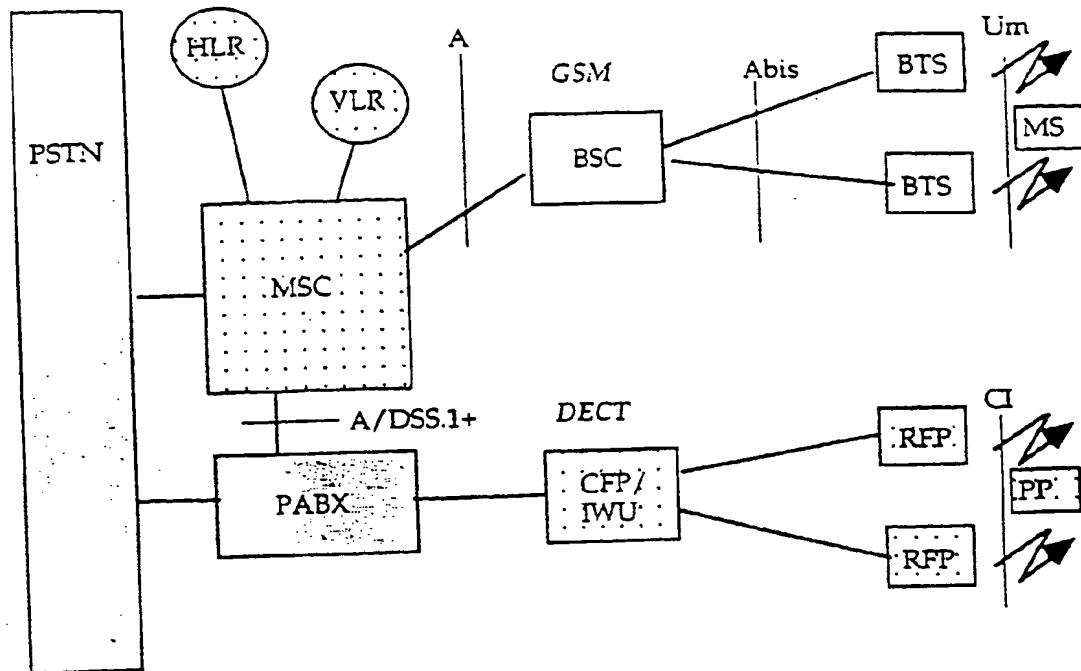 HLR
VLR
A
GSM
Abis
BTS
Um
PSTN
BSC
MS
BTS
MSC
A/DSS.1+
DECT
CI
RFP
PABX
CFP/
IWU
PP
RFP